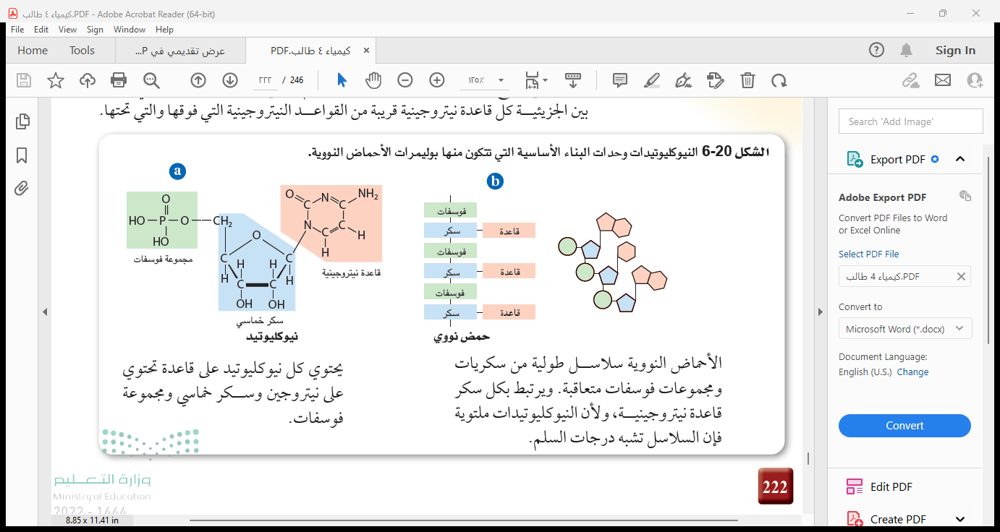 كيمياء ٤ طالب.PDF - Adobe Acrobat Reader (64-bit)
File Edit View Sign Window Help
Home Tools عرض تقديمي في P... كيمياء ٤ طالب.PDF × Sign In
٢٢٢ / 246 ١٢٥٪
بين الجزيئيـــة كل قاعدة نيتروجينية قريبة من القواعـــد النيتروجينية التي فوقها والتي تحتها.
الشكل 20-6 النيوكليوتيدات وحدات البناء الأساسية التي تتكون منها بوليمرات الأحماض النووية.
a
O
HO P O CH2
HO
مجموعة فوسفات
O N NH2
C C
N C
C H
H
قاعدة نيتروجينية
O
C C
H H H H
C C
OH OH
سكر خماسي
نيوكليوتيد
b
فوسفات
سكر قاعدة
فوسفات
سكر قاعدة
فوسفات
سكر قاعدة
حمض نووي
الأحماض النووية سلاســـل طولية من سكريات
ومجموعات فوسفات متعاقبة. ويرتبط بكل سكر
قاعدة نيتروجينيـــة، ولأن النيوكليوتيدات ملتوية
فإن السلاسل تشبه درجات السلم.
يحتوي كل نيوكليوتيد على قاعدة تحتوي
على نيتروجين وســـكر خماسي ومجموعة
فوسفات.
وزارة التعـــليم
Ministry of Education
2022 - 1444
222
8.85 x 11.41 in
Search 'Add Image'
Export PDF
Adobe Export PDF
Convert PDF Files to Word
or Excel Online
Select PDF File
كيمياء 4 طالب.PDF
Convert to
Microsoft Word (*.docx)
Document Language:
English (U.S.) Change
Convert
Edit PDF
Create PDF